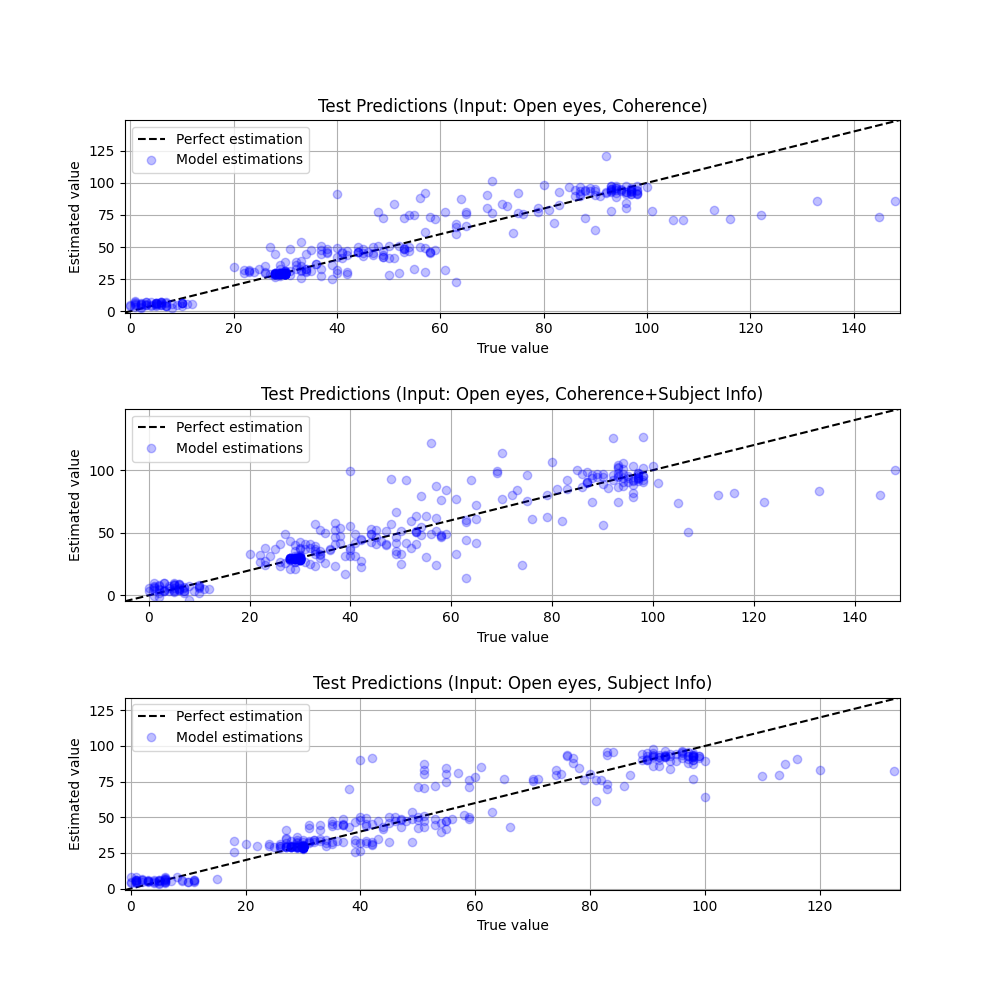 Test Predictions (Input: Open eyes, Coherence)
Estimated value
125
100
75
50
25
0
Perfect estimation
Model estimations
0 20 40 60 80 100 120 140
True value
Test Predictions (Input: Open eyes, Coherence+Subject Info)
Estimated value
100
50
0
Perfect estimation
Model estimations
0 20 40 60 80 100 120 140
True value
Test Predictions (Input: Open eyes, Subject Info)
Estimated value
125
100
75
50
25
0
Perfect estimation
Model estimations
0 20 40 60 80 100 120
True value